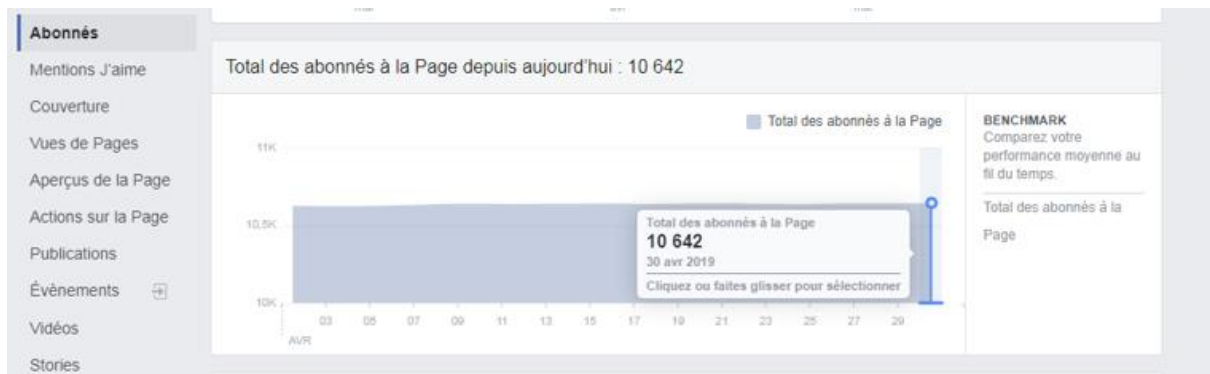 Abonnés
Mentions J'aime
Couverture
Vues de Pages
Aperçus de la Page
Actions sur la Page
Publications
Évènements
Vidéos
Stories
Total des abonnés à la Page depuis aujourd'hui : 10 642
Total des abonnés à la Page
11K
10,5K
10K
Total des abonnés à la Page
10 642
30 avr 2019
Cliquez ou faites glisser pour sélectionner
03 05 07 09 11 13 15 17 19 21 23 25 27 29
AVR
BENCHMARK
Comparez votre
performance moyenne au
fil du temps.
Total des abonnés à la
Page